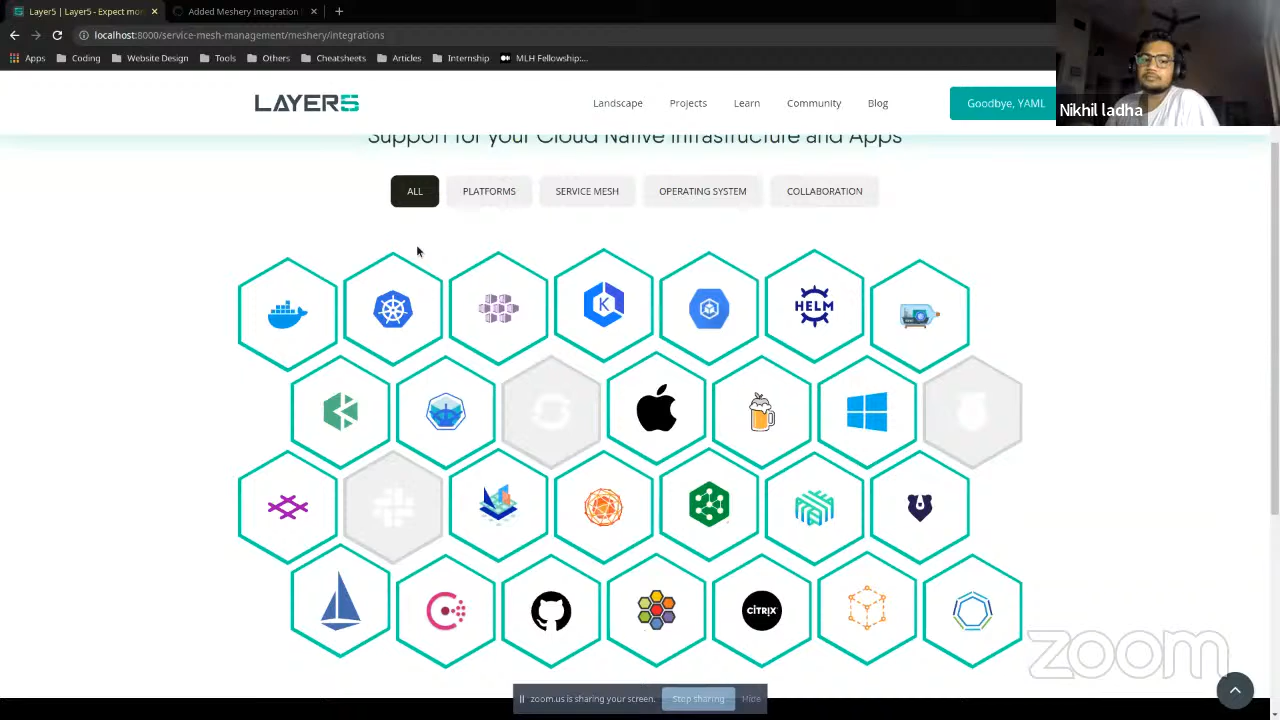 Layer5 | Layer5 - Expect mo
Added Meshery Integration
localhost:8000/service-mesh-management/meshery/integrations
Apps
Coding
Website Design
Tools
Others
Cheatsheets
Articles
Internship
MLH Fellowship:...
Nikhil ladha
LAYER5
Landscape
Projects
Learn
Community
Blog
Goodbye, YAML
Support for your Cloud Native Infrastructure and Apps
ALL
PLATFORMS
SERVICE MESH
OPERATING SYSTEM
COLLABORATION
K
HELM
CITRIX
zoom
zoom.us is sharing your screen.
Stop sharing
Hide